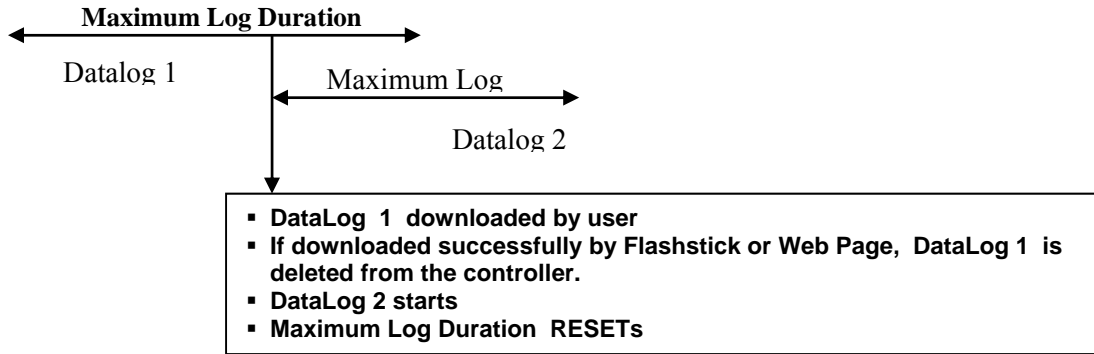 Maximum Log Duration
Datalog 1
Maximum Log
Datalog 2
▪ DataLog 1 downloaded by user
▪ If downloaded successfully by Flashstick or Web Page, DataLog 1 is
deleted from the controller.
▪ DataLog 2 starts
▪ Maximum Log Duration RESETs